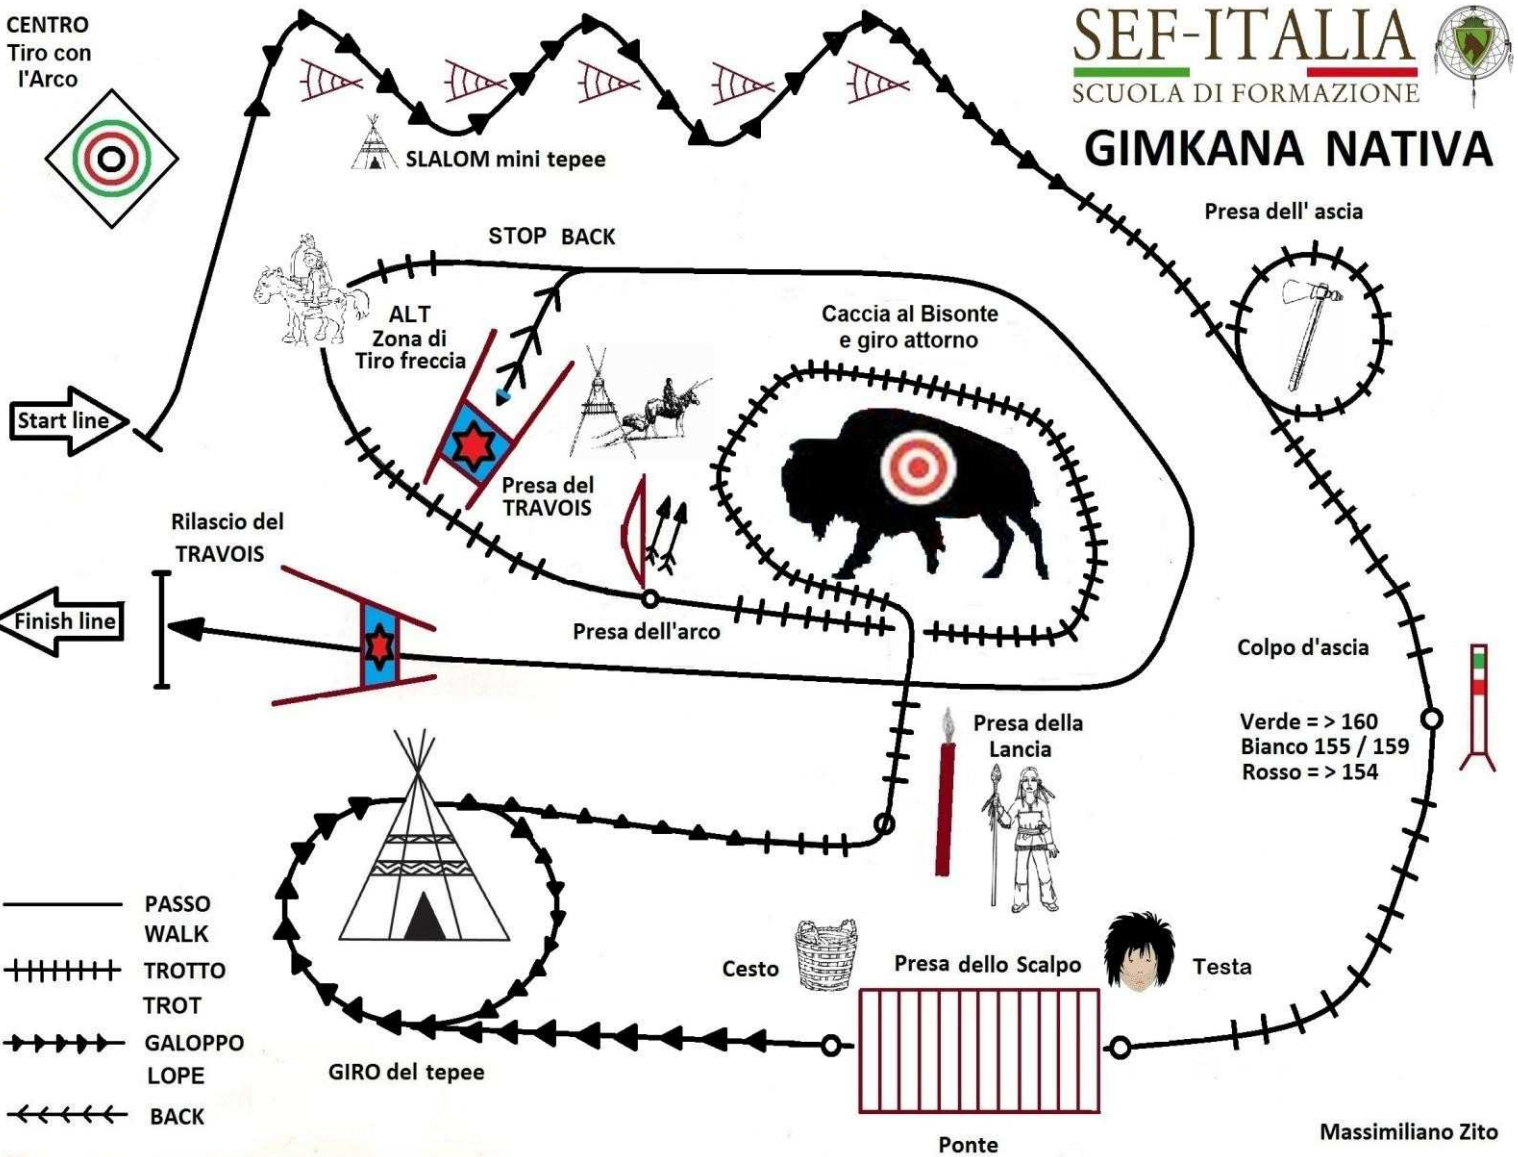 CENTRO
Tiro con
l'Arco
SEF-ITALIA
SCUOLA DI FORMAZIONE
GIMKANA NATIVA
SLALOM mini tepee
Presa dell' ascia
STOP BACK
ALT
Zona di
Tiro freccia
Caccia al Bisonte
e giro attorno
Start line
Presa del
TRAVOIS
Rilascio del
TRAVOIS
Finish line
Presa dell'arco
Colpo d'ascia
Verde = > 160
Bianco 155 / 159
Rosso = > 154
Presa della
Lancia
PASSO
WALK
TROTTO
TROT
GALOPPO
LOPE
BACK
Cesto
Presa dello Scalpo
Testa
GIRO del tepee
Ponte
Massimiliano Zito